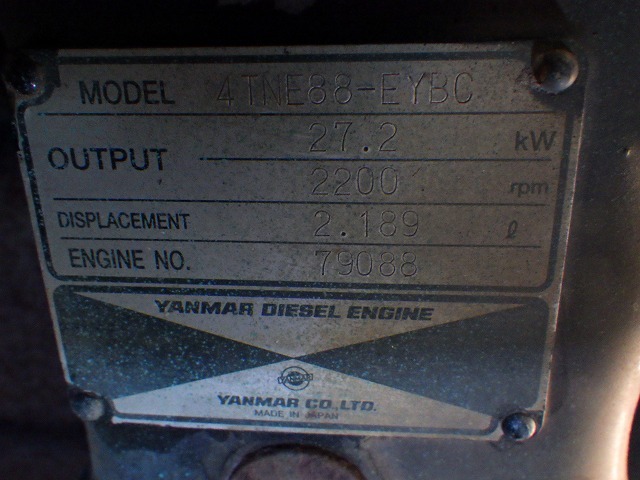 MODEL 4TNE88-EYBC
OUTPUT 27.2 kW
2200 rpm
DISPLACEMENT 2.189 ℓ
ENGINE NO. 79088
YANMAR DIESEL ENGINE
YANMAR
YANMAR CO., LTD.
MADE IN JAPAN